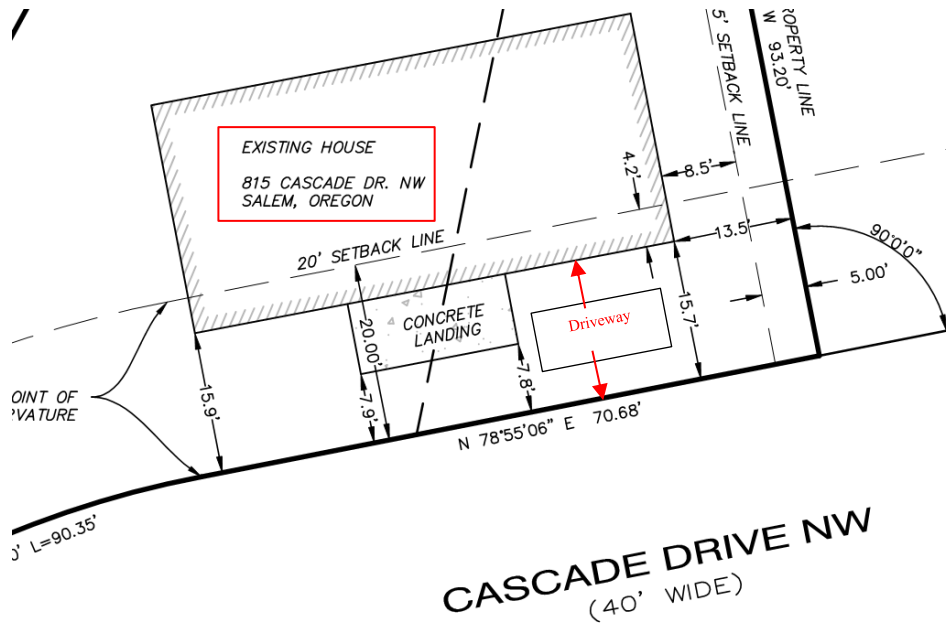 5' SETBACK LINE
ROPERTY LINE
W 93.20'
EXISTING HOUSE
815 CASCADE DR. NW
SALEM, OREGON
4.2'
8.5'
20' SETBACK LINE
13.5'
90°0'0"
5.00'
CONCRETE
LANDING
Driveway
20.00'
15.7'
15.9'
7.9'
7.8'
OINT OF
VATURE
N 78°55'06" E 70.68'
0' L=90.35'
CASCADE DRIVE NW
(40' WIDE)